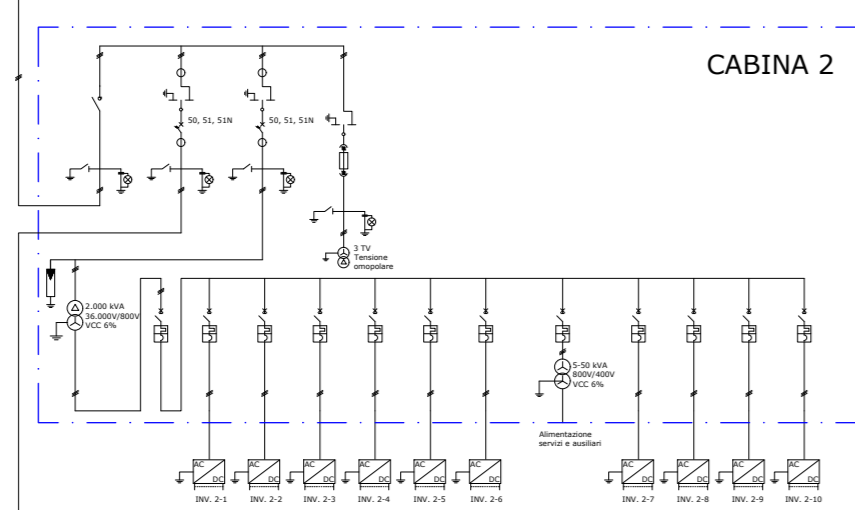 CABINA 2
50, 51, 51N
50, 51, 51N
3 TV
Tensione
omopolare
2.000 kVA
36.000V/800V
VCC 6%
5-50 kVA
800V/400V
VCC 6%
Alimentazione
servizi e ausiliari
AC
DC
INV. 2-1
AC
DC
INV. 2-2
AC
DC
INV. 2-3
AC
DC
INV. 2-4
AC
DC
INV. 2-5
AC
DC
INV. 2-6
AC
DC
INV. 2-7
AC
DC
INV. 2-8
AC
DC
INV. 2-9
AC
DC
INV. 2-10